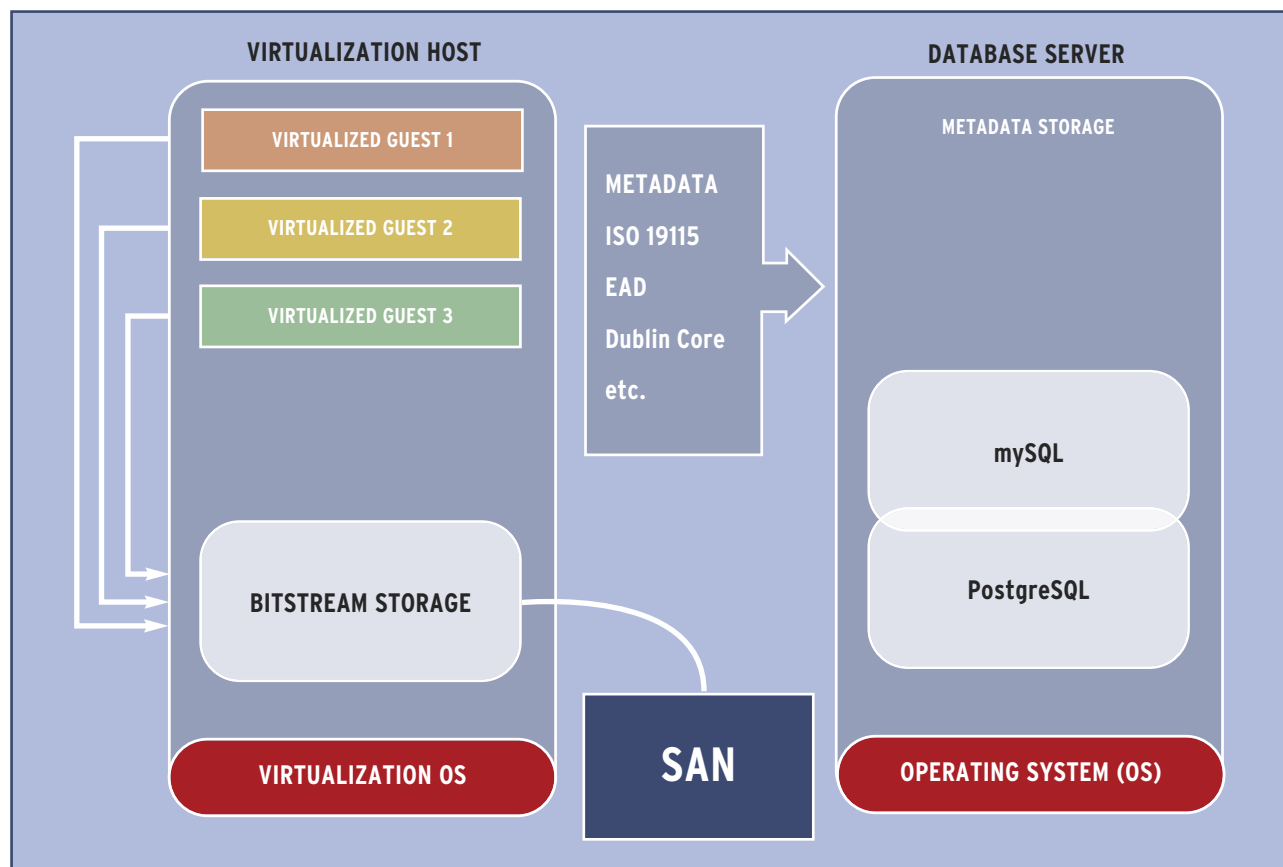 VIRTUALIZATION HOST
VIRTUALIZED GUEST 1
VIRTUALIZED GUEST 2
VIRTUALIZED GUEST 3
BITSTREAM STORAGE
VIRTUALIZATION OS
METADATA
ISO 19115
EAD
Dublin Core
etc.
SAN
DATABASE SERVER
METADATA STORAGE
mySQL
PostgreSQL
OPERATING SYSTEM (OS)